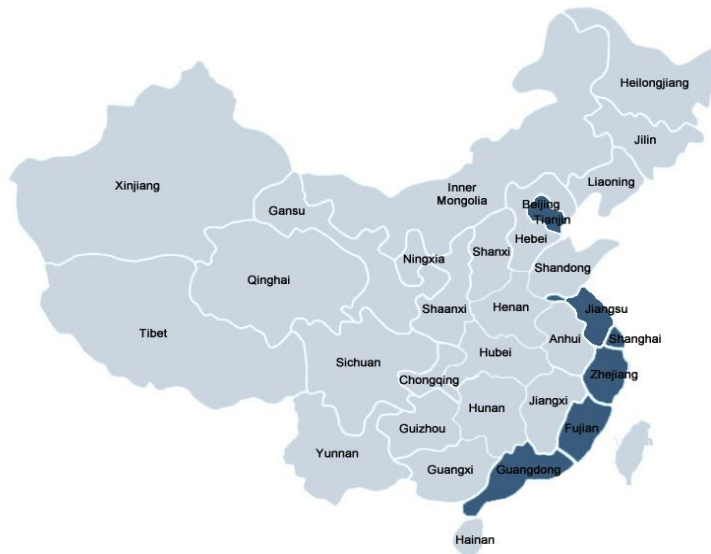 Heilongjiang
Jilin
Xinjiang
Liaoning
Inner
Mongolia
Gansu
Beijing
Tianjin
Hebei
Shanxi
Ningxia
Shandong
Qinghai
Henan
Jiangsu
Shaanxi
Tibet
Anhui
Shanghai
Hubei
Sichuan
Zhejiang
Chongqing
Jiangxi
Hunan
Guizhou
Fujian
Yunnan
Guangxi
Guangdong
Hainan